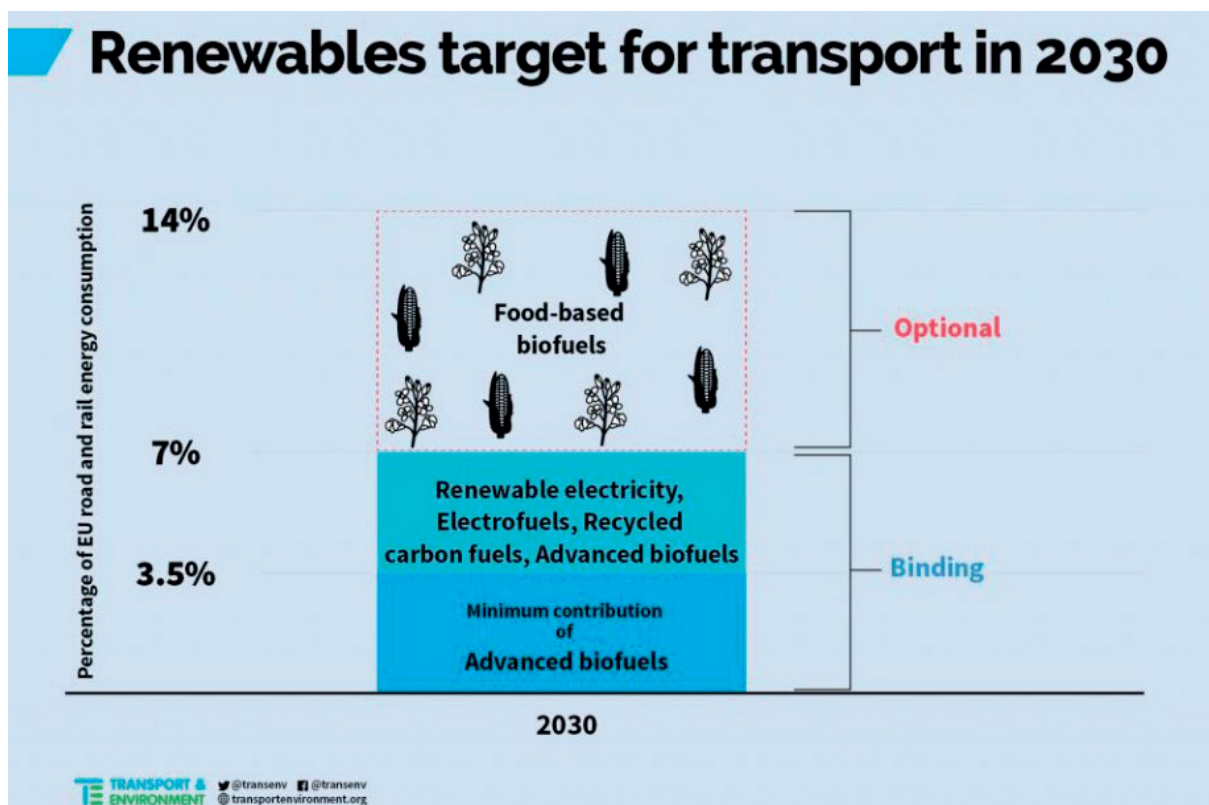 Renewables target for transport in 2030
Percentage of EU road and rail energy consumption
14%
Food-based
biofuels
Optional
7%
Renewable electricity,
Electrofuels, Recycled
carbon fuels, Advanced biofuels
3.5%
Binding
Minimum contribution
of
Advanced biofuels
2030
TRANSPORT & @transenv @transenv
ENVIRONMENT transportenvironment.org